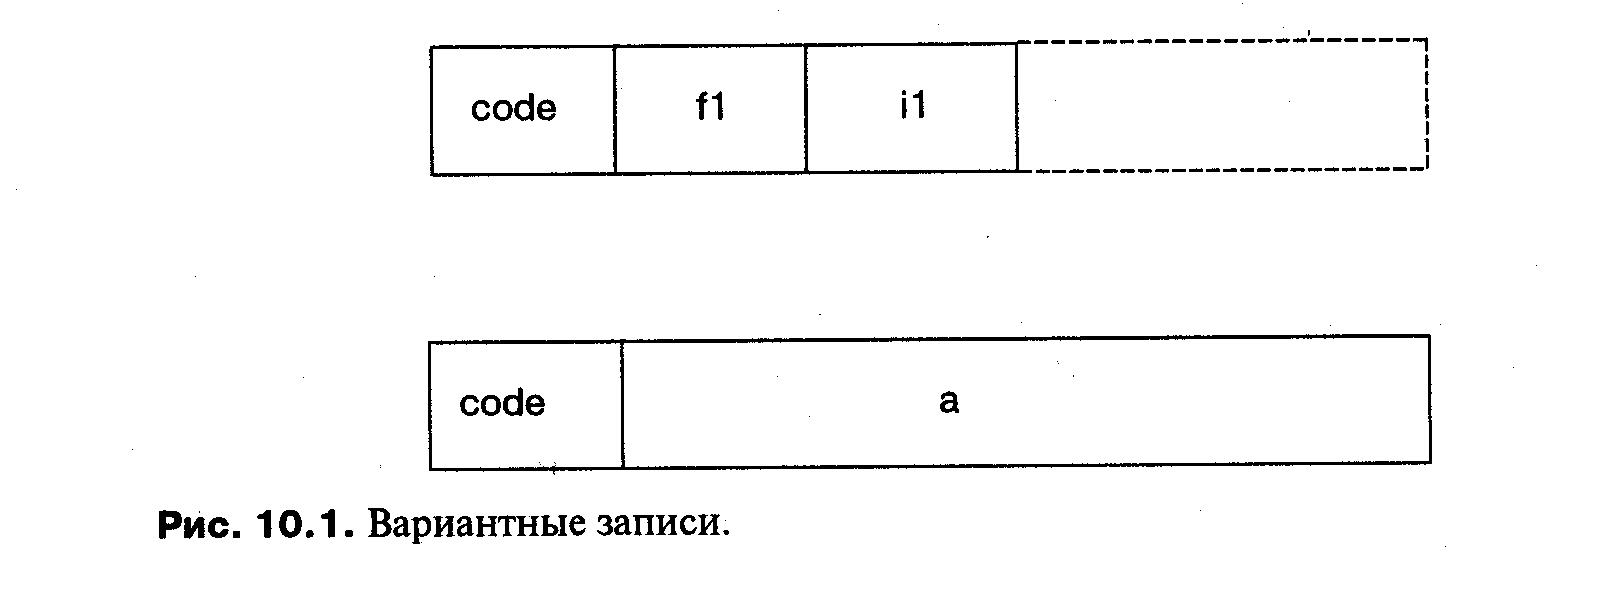 code f1 i1
code a
Рис. 10.1. Вариантные записи.